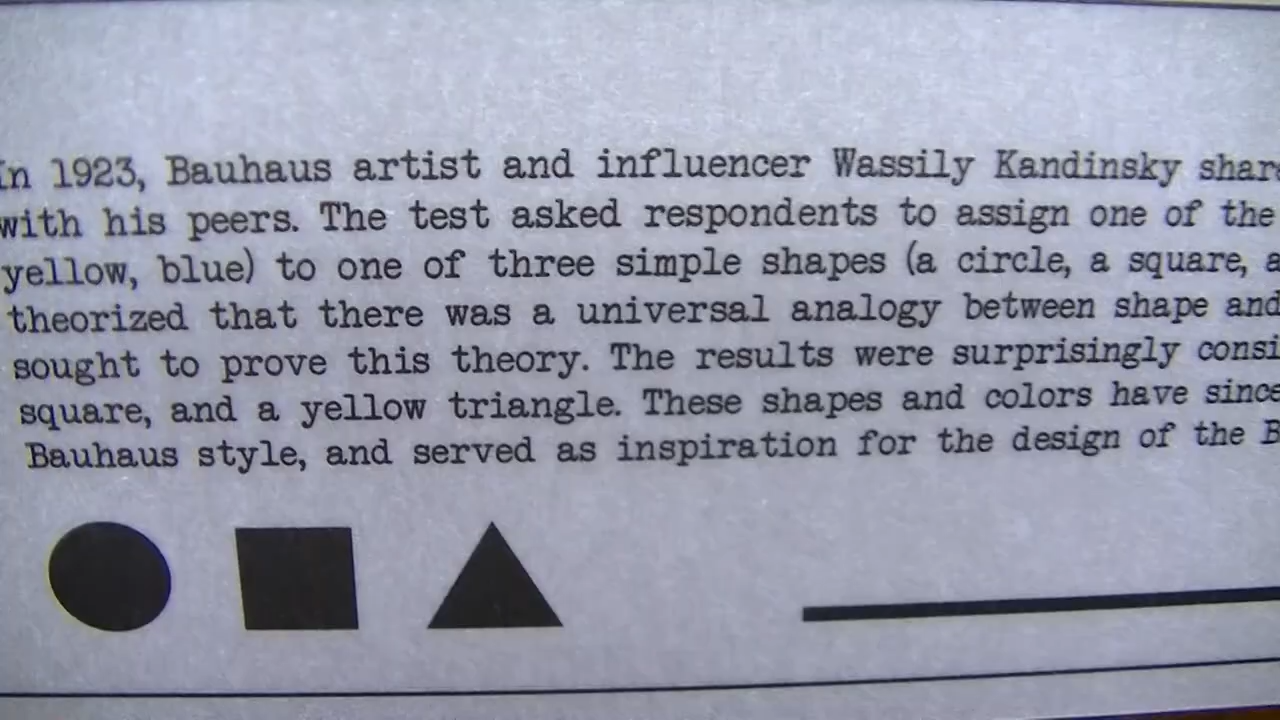 In 1923, Bauhaus artist and influencer Wassily Kandinsky
with his peers. The test asked respondents to assign one of the
yellow, blue) to one of three simple shapes (a circle, a square,
theorized that there was a universal analogy between shape and
sought to prove this theory. The results were surprisingly
square, and a yellow triangle. These shapes and colors have since
Bauhaus style, and served as inspiration for the design of the